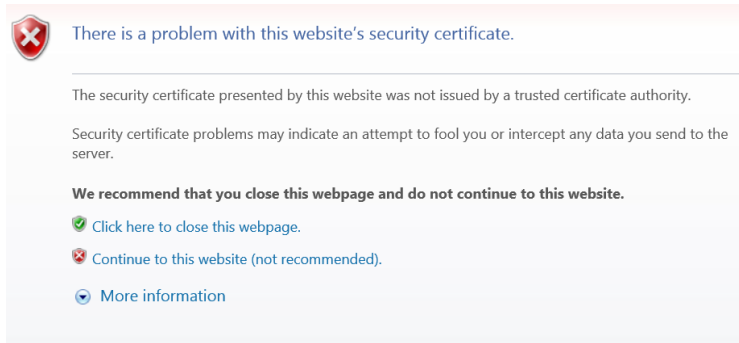 There is a problem with this website’s security certificate.
The security certificate presented by this website was not issued by a trusted certificate authority.
Security certificate problems may indicate an attempt to fool you or intercept any data you send to the
server.
We recommend that you close this webpage and do not continue to this website.
Click here to close this webpage.
Continue to this website (not recommended).
More information